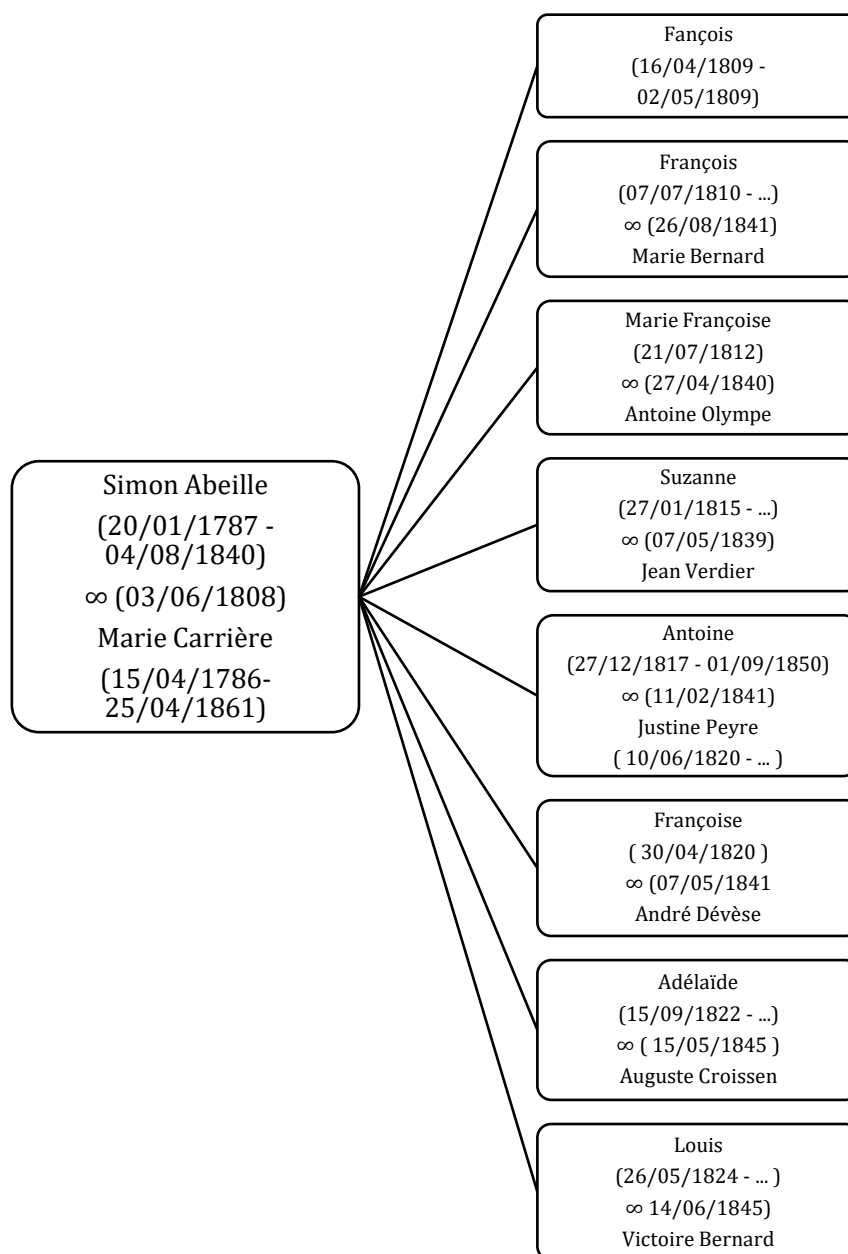 Simon Abeille
(20/01/1787 -
04/08/1840)
∞ (03/06/1808)
Marie Carrière
(15/04/1786-
25/04/1861)
Fançois
(16/04/1809 -
02/05/1809)
François
(07/07/1810 - ...)
∞ (26/08/1841)
Marie Bernard
Marie Françoise
(21/07/1812)
∞ (27/04/1840)
Antoine Olympe
Suzanne
(27/01/1815 - ...)
∞ (07/05/1839)
Jean Verdier
Antoine
(27/12/1817 - 01/09/1850)
∞ (11/02/1841)
Justine Peyre
( 10/06/1820 - ... )
Françoise
( 30/04/1820 )
∞ (07/05/1841
André Dévèse
Adélaïde
(15/09/1822 - ...)
∞ ( 15/05/1845 )
Auguste Croissen
Louis
(26/05/1824 - ... )
∞ 14/06/1845)
Victoire Bernard